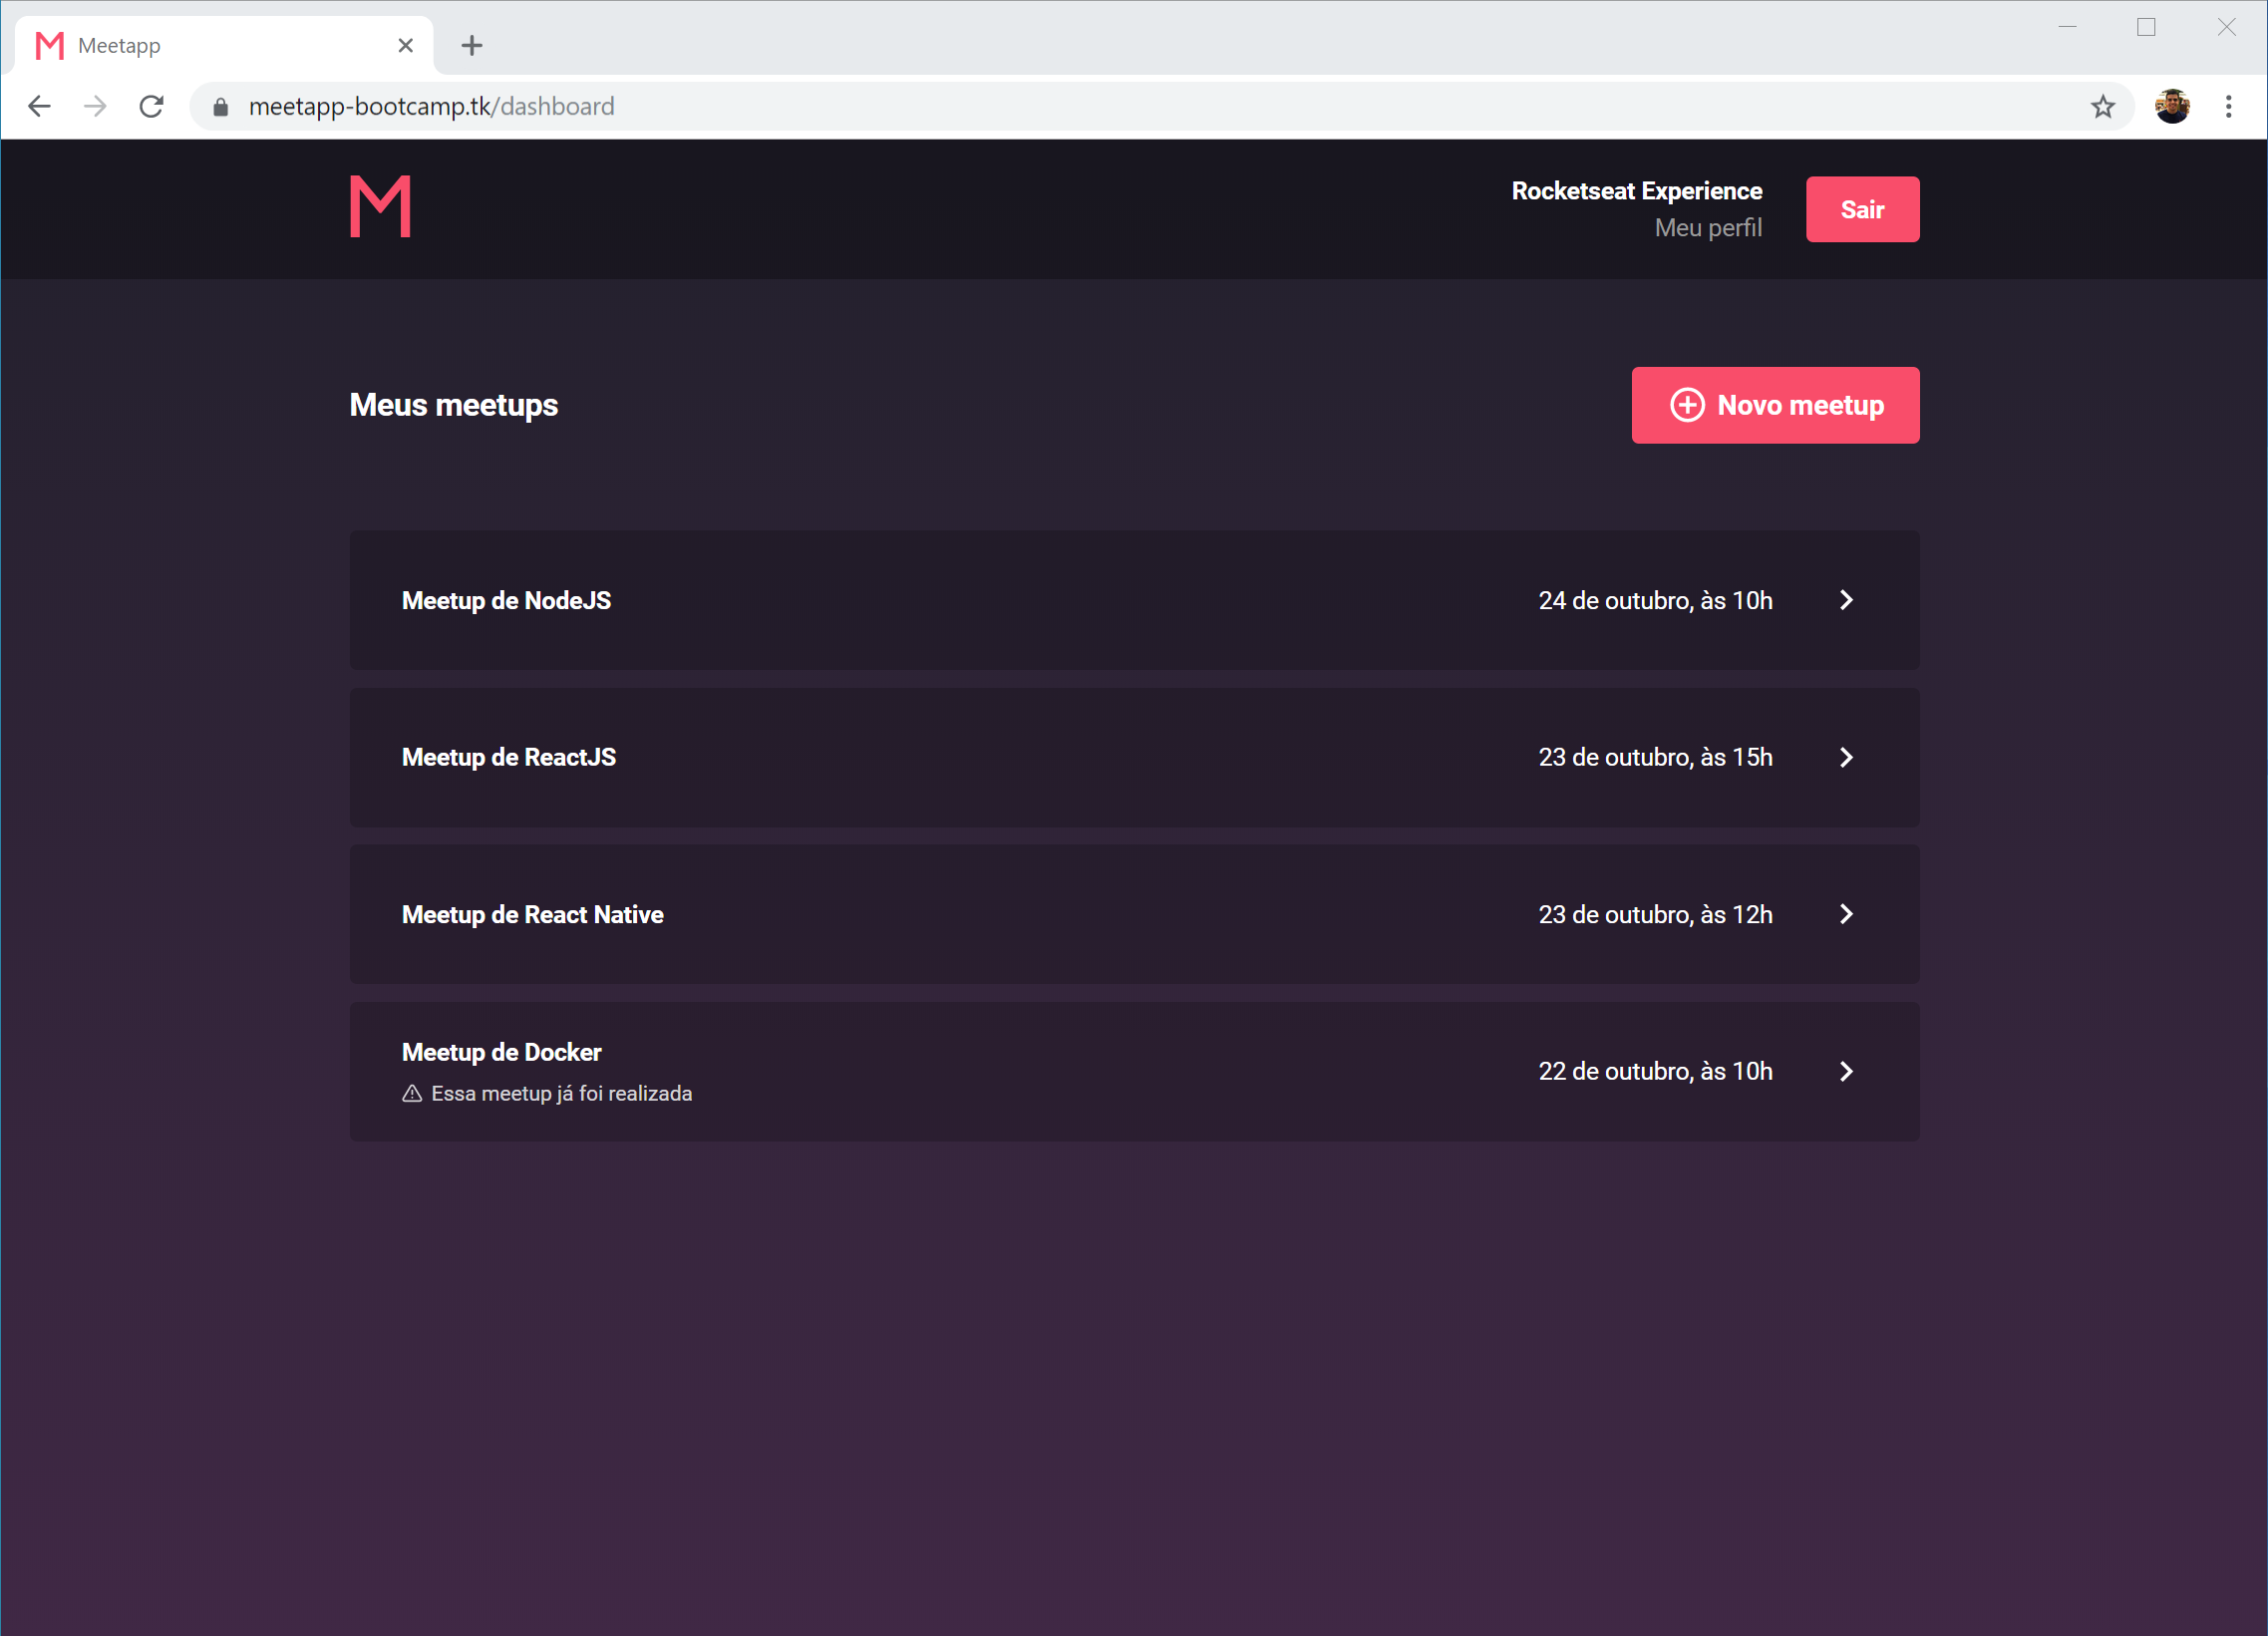 Meetapp
meetapp-bootcamp.tk/dashboard
M
Rocketseat Experience
Meu perfil
Sair
Meus meetups
Novo meetup
Meetup de NodeJS
24 de outubro, às 10h
Meetup de ReactJS
23 de outubro, às 15h
Meetup de React Native
23 de outubro, às 12h
Meetup de Docker
Essa meetup já foi realizada
22 de outubro, às 10h